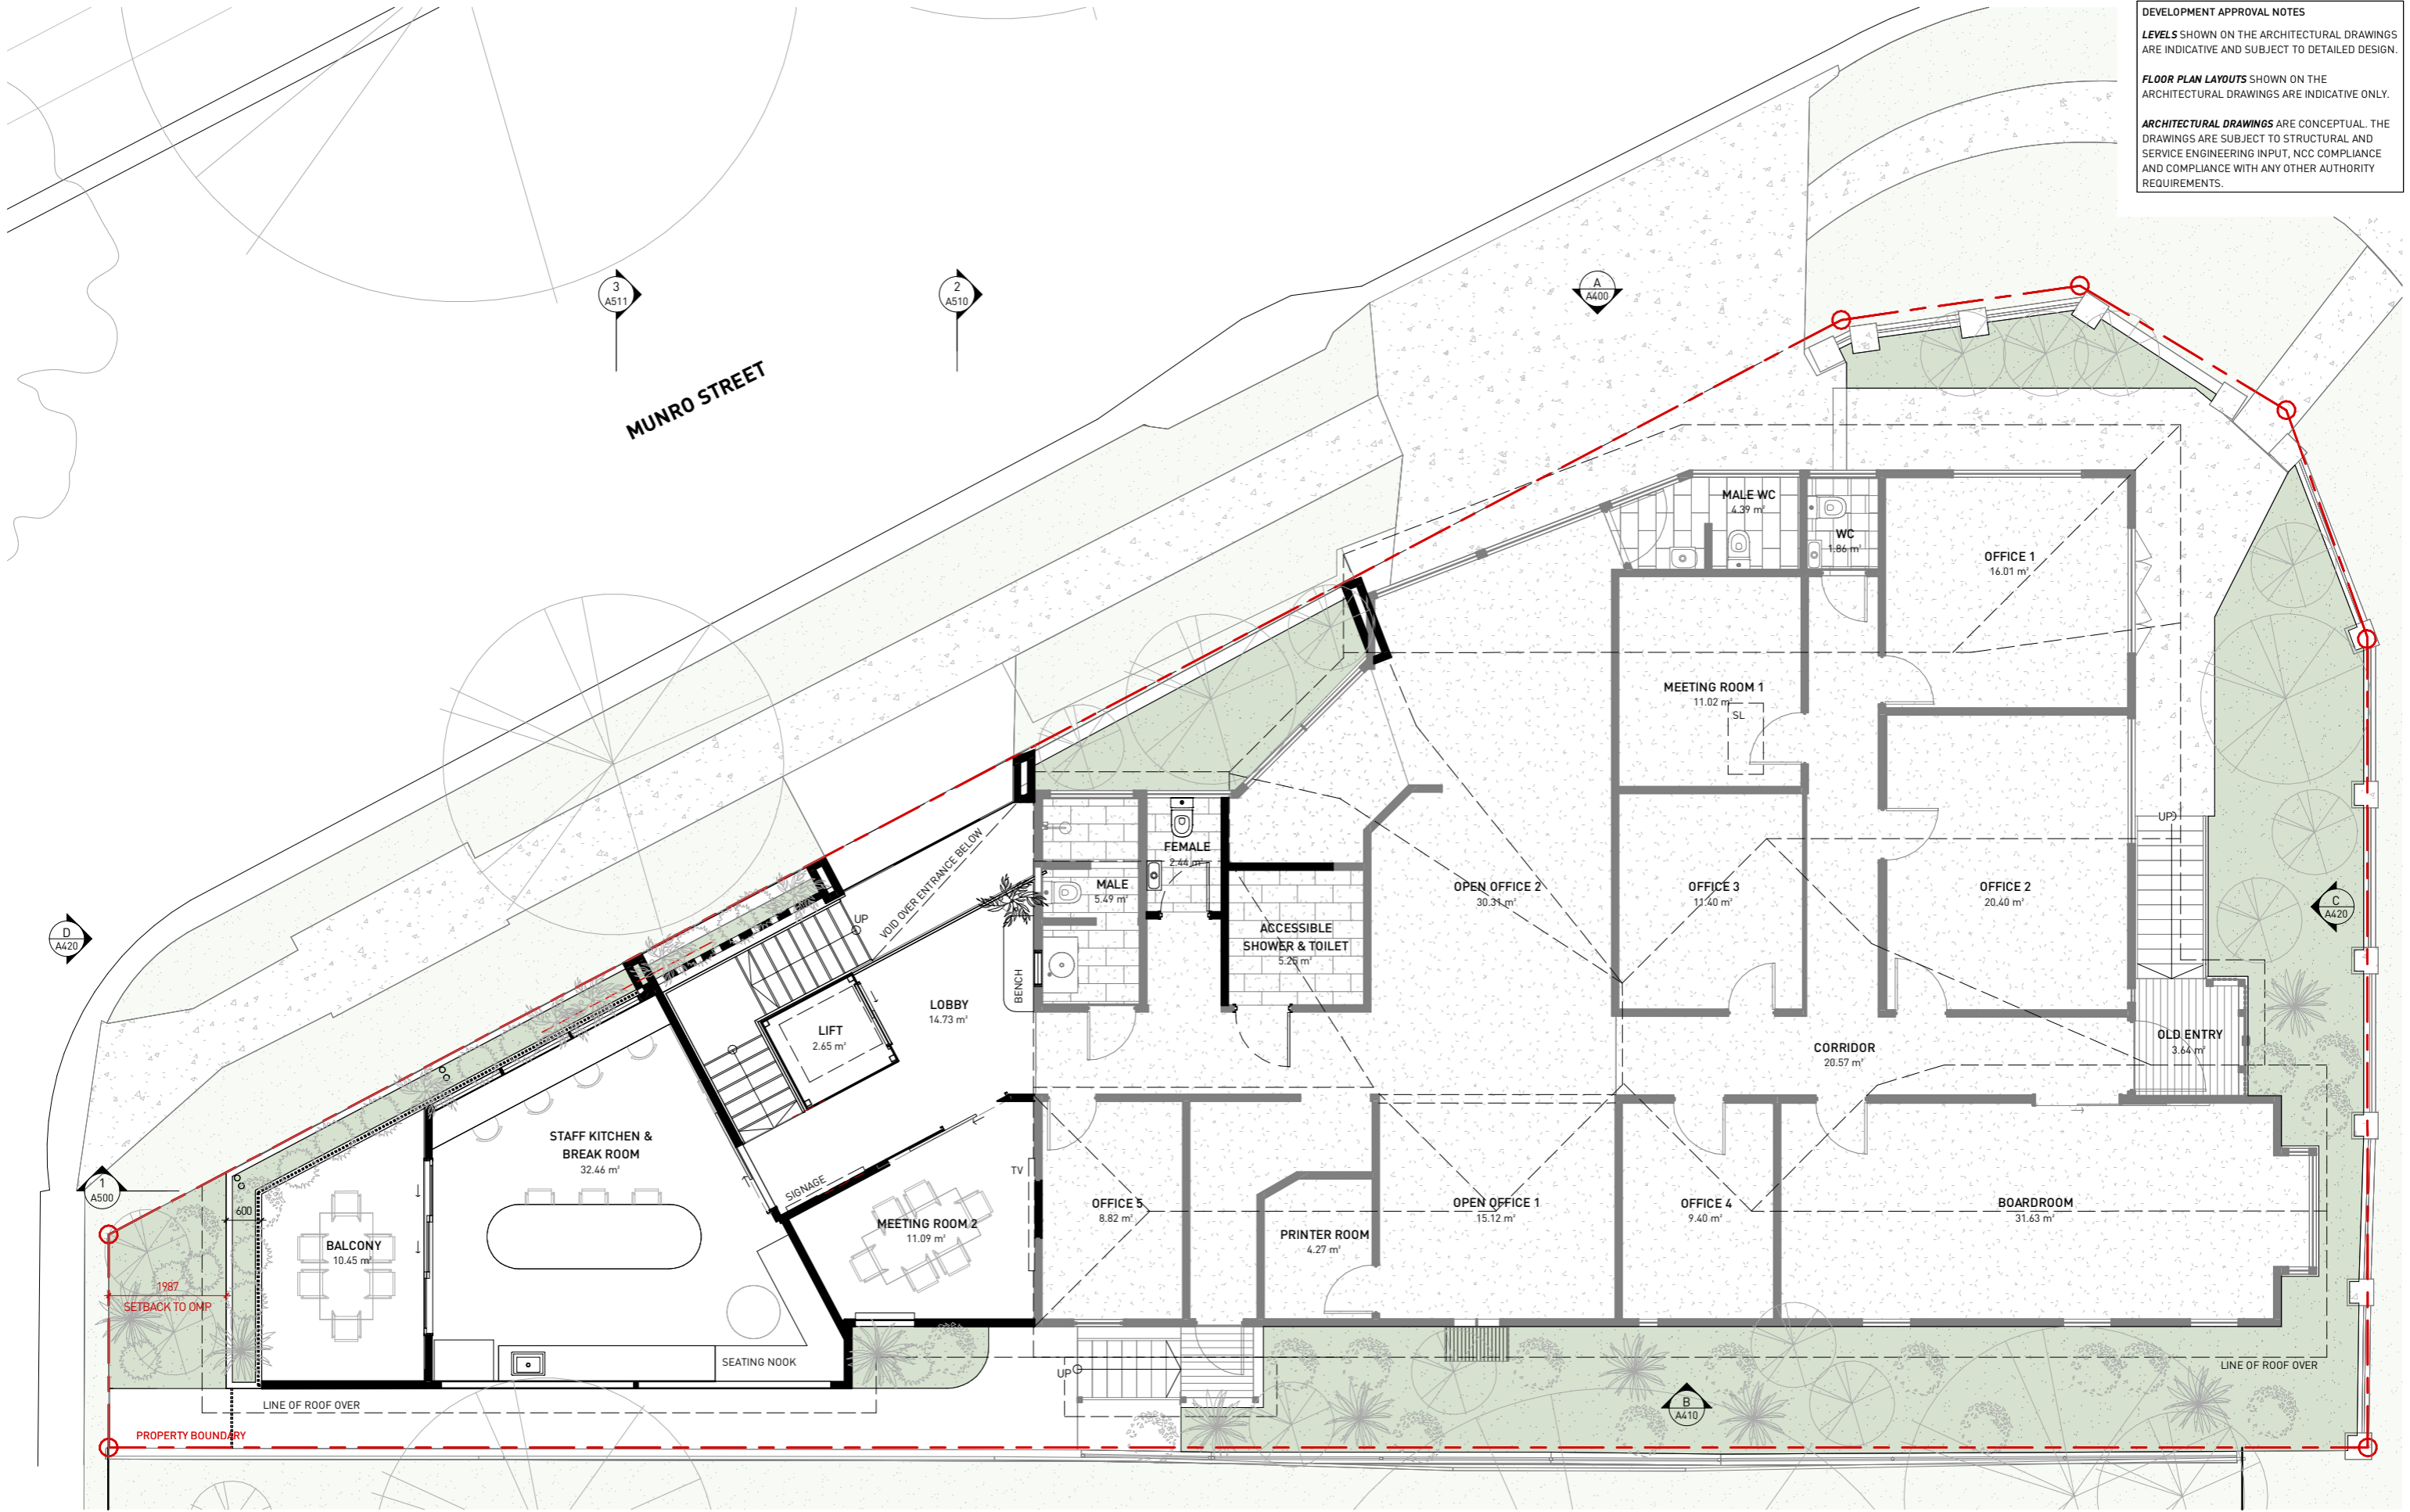 DEVELOPMENT APPROVAL NOTES
LEVELS SHOWN ON THE ARCHITECTURAL DRAWINGS
ARE INDICATIVE AND SUBJECT TO DETAILED DESIGN.
FLOOR PLAN LAYOUTS SHOWN ON THE
ARCHITECTURAL DRAWINGS ARE INDICATIVE ONLY.
ARCHITECTURAL DRAWINGS ARE CONCEPTUAL. THE
DRAWINGS ARE SUBJECT TO STRUCTURAL AND
SERVICE ENGINEERING INPUT, NCC COMPLIANCE
AND COMPLIANCE WITH ANY OTHER AUTHORITY
REQUIREMENTS.
3
A511
2
A510
A
A400
MUNRO STREET
MALE WC
4.39 m²
WC
1.86 m²
OFFICE 1
16.01 m²
MEETING ROOM 1
11.02 m²
SL
UP
VOID OVER ENTRANCE BELOW
FEMALE
2.44 m²
MALE
5.49 m²
OPEN OFFICE 2
30.31 m²
OFFICE 3
11.40 m²
OFFICE 2
20.40 m²
C
A420
D
A420
UP
ACCESSIBLE
SHOWER & TOILET
5.25 m²
BENCH
LOBBY
14.73 m²
LIFT
2.65 m²
OLD ENTRY
3.64 m²
CORRIDOR
20.57 m²
STAFF KITCHEN &
BREAK ROOM
32.46 m²
TV
SIGNAGE
1
A500
600
MEETING ROOM 2
11.09 m²
OFFICE 5
8.82 m²
PRINTER ROOM
4.27 m²
OPEN OFFICE 1
15.12 m²
OFFICE 4
9.40 m²
BOARDROOM
31.63 m²
BALCONY
10.45 m²
1987
SETBACK TO OMP
SEATING NOOK
UP
LINE OF ROOF OVER
LINE OF ROOF OVER
B
A410
PROPERTY BOUNDARY